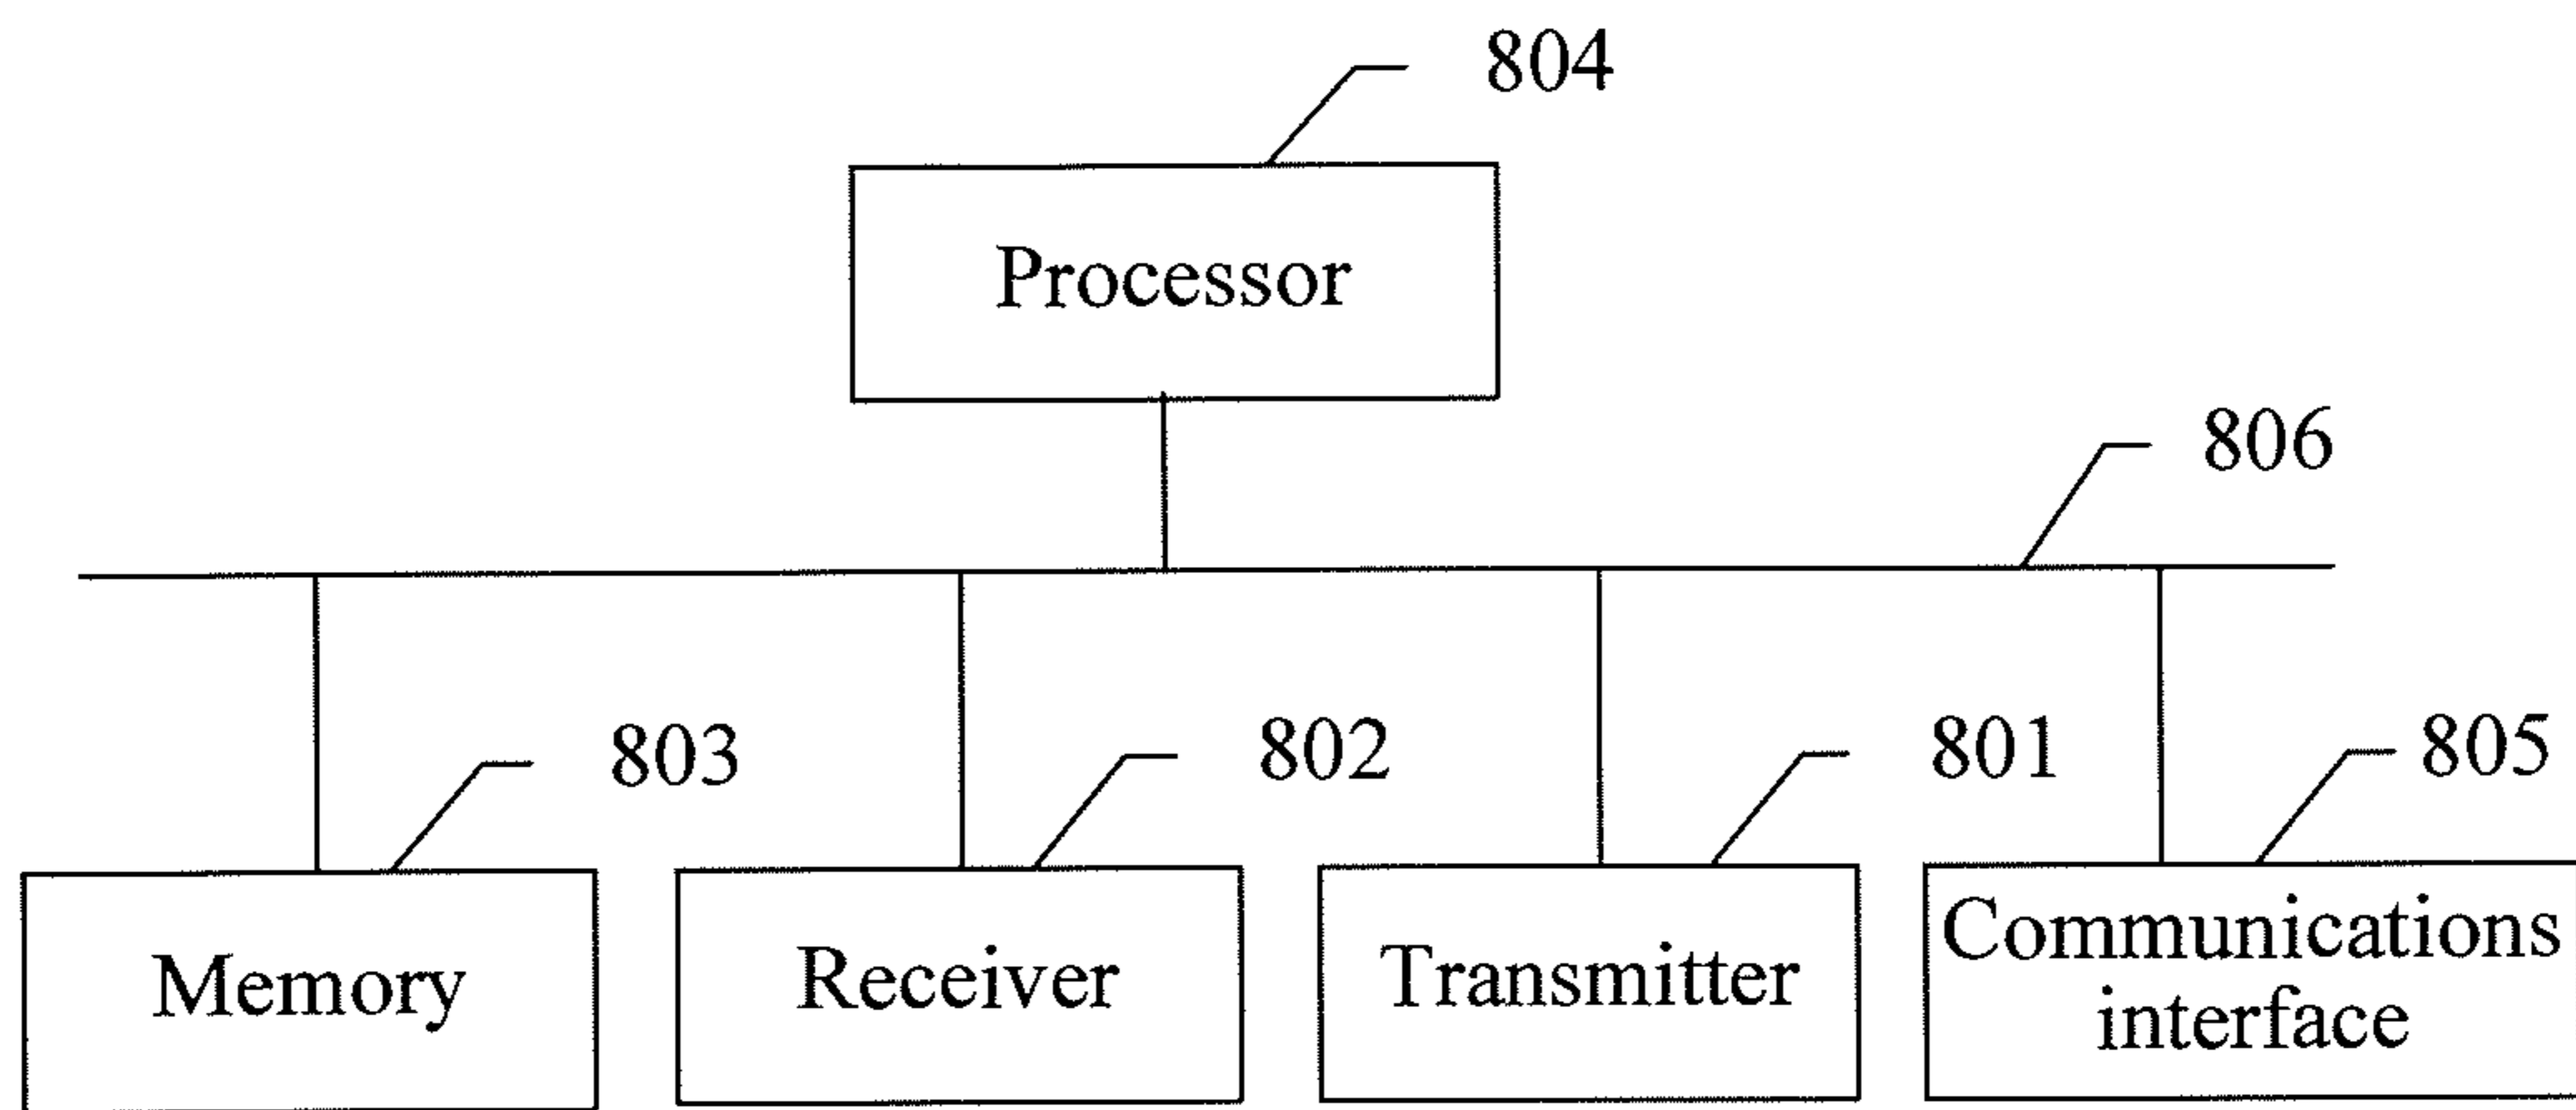 804
Processor
806
803
802
801
805
Memory
Receiver
Transmitter
Communications
interface